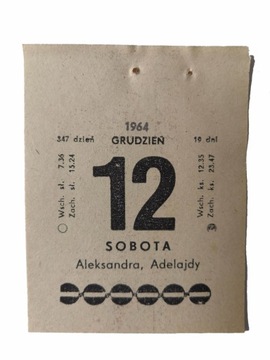 1964
347 dzień GRUDZIEŃ 19 dni
Wsch. sł. 7.36
Zach. sł. 15.24
12
Wsch. ks. 12.35
Zach. ks. 23.47
SOBOTA
Aleksandra, Adelajdy